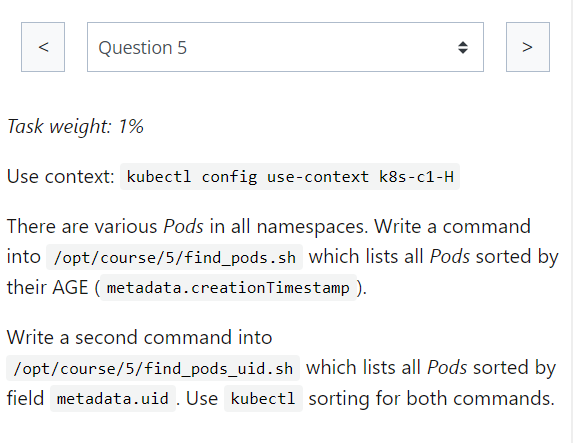 <
Question 5
>
Task weight: 1%
Use context: kubectl config use-context k8s-c1-H
There are various Pods in all namespaces. Write a command
into /opt/course/5/find_pods.sh which lists all Pods sorted by
their AGE ( metadata.creationTimestamp ).
Write a second command into
/opt/course/5/find_pods_uid.sh which lists all Pods sorted by
field metadata.uid . Use kubectl sorting for both commands.